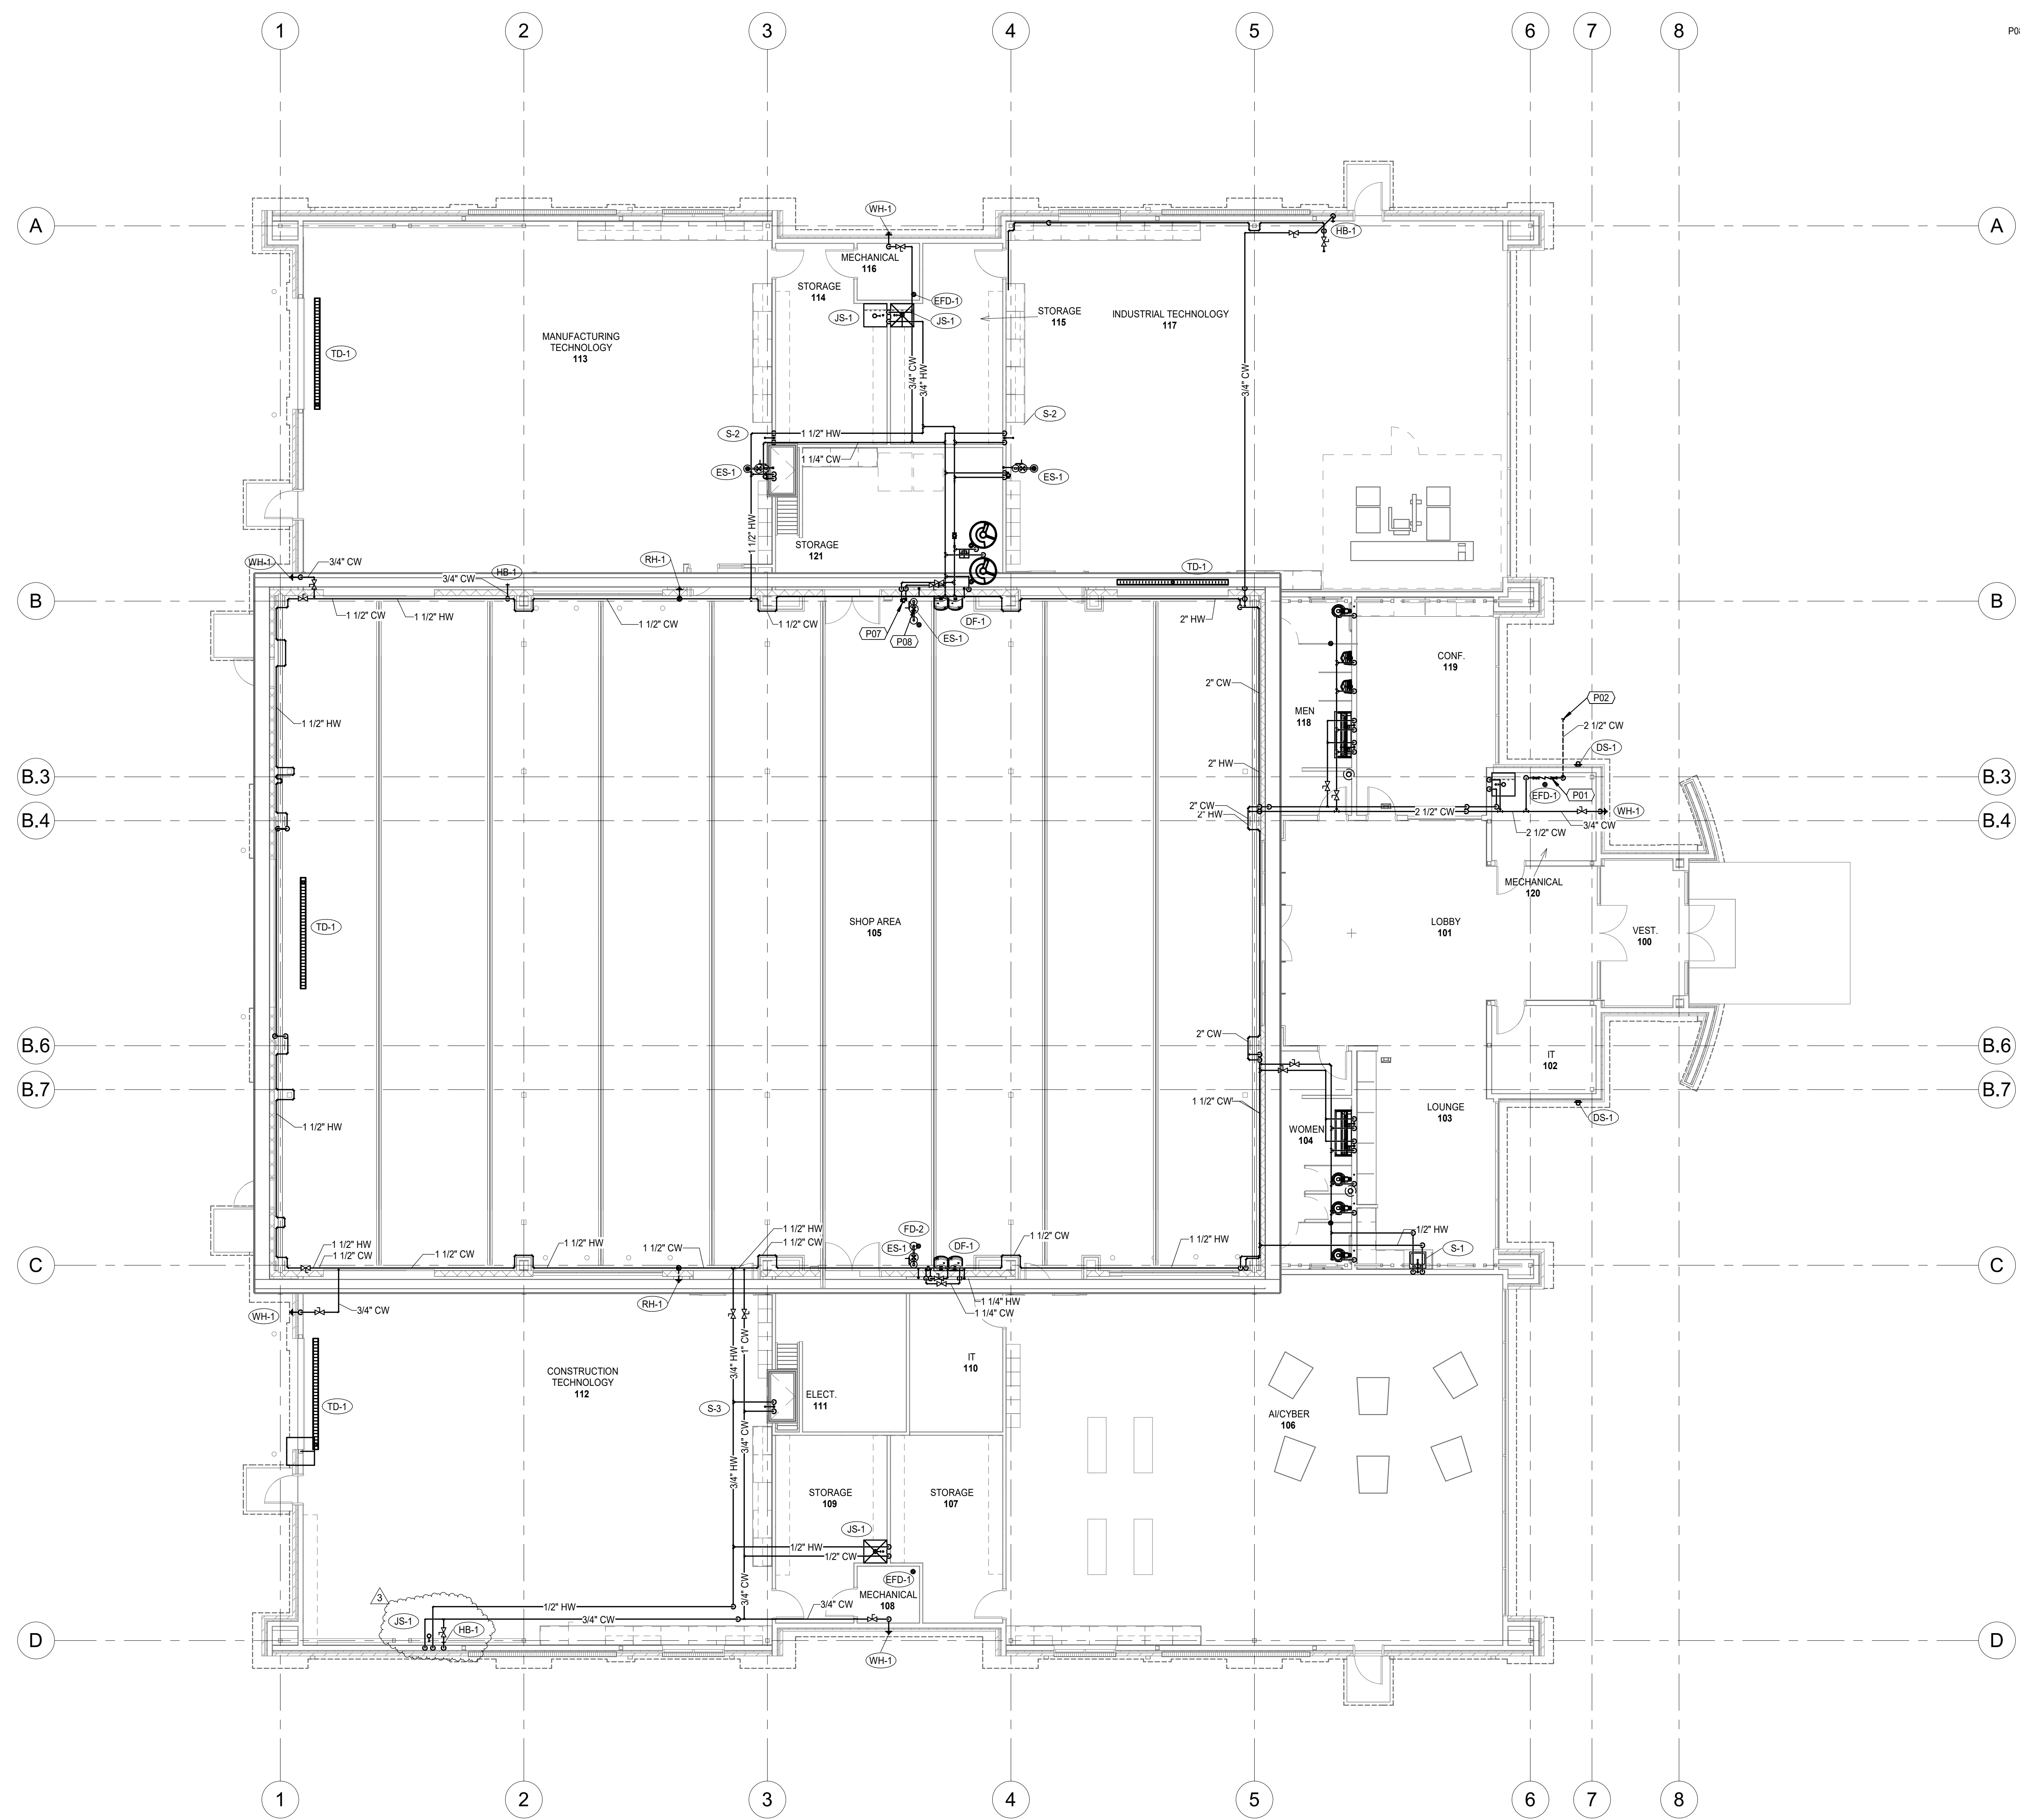 1
2
3
4
5
6
7
8
P08
A
A
WH-1
HB-1
MECHANICAL
116
STORAGE
114
EFD-1
JS-1
JS-1
STORAGE
115
INDUSTRIAL TECHNOLOGY
117
MANUFACTURING
TECHNOLOGY
113
TD-1
3/4" CW
3/4" HW
3/4" CW
S-2
S-2
1 1/2" HW
1 1/4" CW
ES-1
ES-1
1 1/2" HW
STORAGE
121
WH-1
3/4" CW
3/4" CW
HB-1
RH-1
TD-1
B
B
1 1/2" CW
1 1/2" HW
1 1/2" CW
1 1/2" CW
P07
P08
ES-1
DF-1
2" HW
CONF.
119
2" CW
MEN
118
P02
2 1/2" CW
1 1/2" HW
DS-1
B.3
B.3
2" HW
EFD-1
P01
2" CW
2" HW
2 1/2" CW
WH-1
B.4
B.4
3/4" CW
2 1/2" CW
MECHANICAL
120
TD-1
SHOP AREA
105
LOBBY
101
VEST.
100
2" CW
B.6
B.6
IT
102
B.7
B.7
1 1/2" CW
LOUNGE
103
DS-1
1 1/2" HW
WOMEN
104
1/2" HW
S-1
1 1/2" HW
1 1/2" CW
1 1/2" CW
1 1/2" HW
1 1/2" CW
1 1/2" HW
1 1/2" CW
FD-2
ES-1
DF-1
1 1/2" CW
1 1/2" HW
C
C
WH-1
3/4" CW
RH-1
1 1/4" HW
1 1/4" CW
3/4" HW
1" CW
CONSTRUCTION
TECHNOLOGY
112
IT
110
ELECT.
111
TD-1
S-3
AI/CYBER
106
3/4" HW
3/4" CW
STORAGE
109
STORAGE
107
JS-1
1/2" HW
1/2" CW
EFD-1
MECHANICAL
108
3/4" CW
3
1/2" HW
3/4" CW
3/4" CW
JS-1
HB-1
D
D
WH-1
1
2
3
4
5
6
7
8